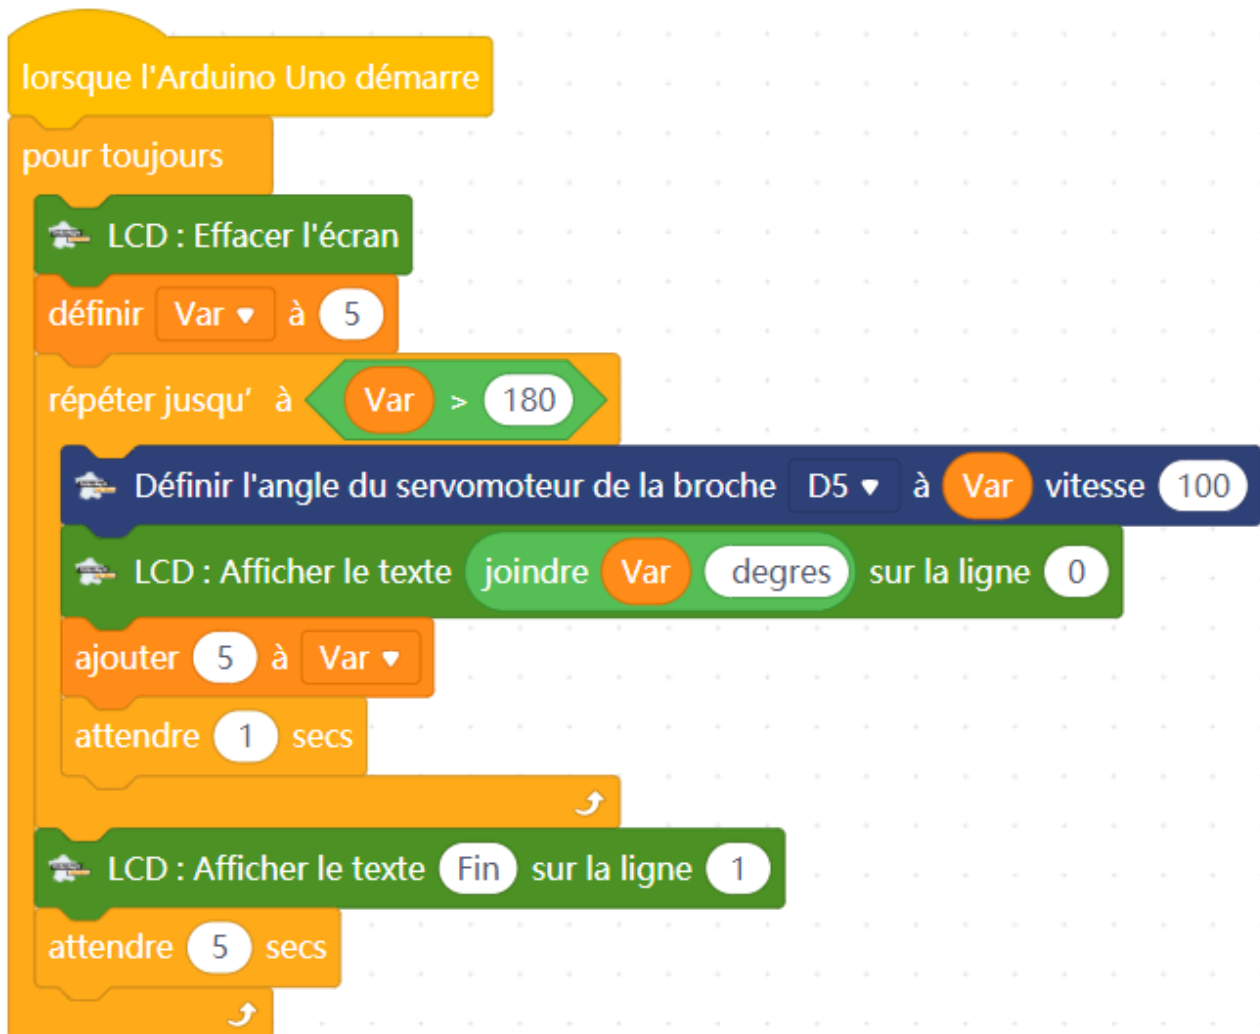 lorsque l'Arduino Uno démarre
pour toujours
LCD : Effacer l'écran
définir Var à 5
répéter jusqu' à Var > 180
Définir l'angle du servomoteur de la broche D5 à Var vitesse 100
LCD : Afficher le texte joindre Var degres sur la ligne 0
ajouter 5 à Var
attendre 1 secs
LCD : Afficher le texte Fin sur la ligne 1
attendre 5 secs